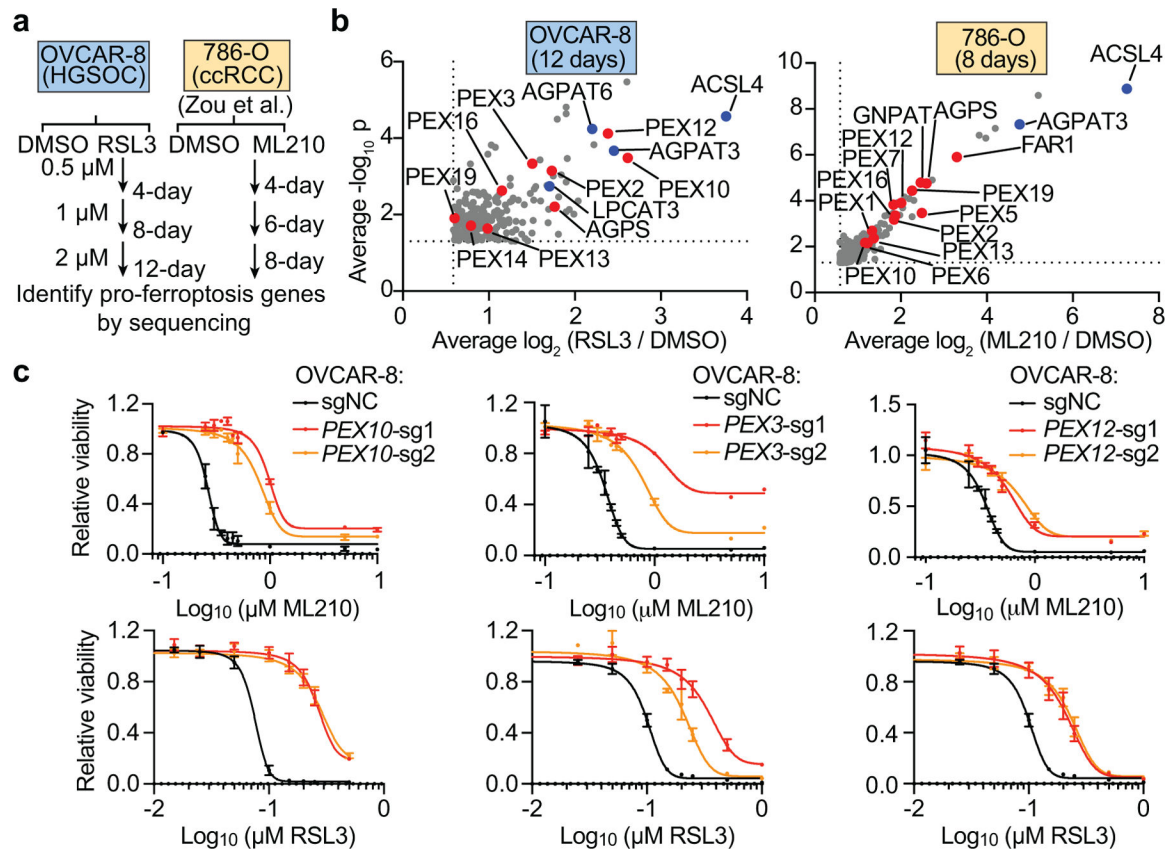 a
OVCAR-8
(HGSOC)
786-O
(ccRCC)
(Zou et al.)
DMSO RSL3
DMSO ML210
0.5 µM
4-day
4-day
1 µM
8-day
6-day
2 µM
12-day
8-day
Identify pro-ferroptosis genes
by sequencing
b
OVCAR-8
(12 days)
Average -log10 p
6
4
2
0
ACSL4
AGPAT6
PEX3
PEX16
PEX12
AGPAT3
PEX19
PEX2
PEX10
LPCAT3
AGPS
PEX14
PEX13
0 1 2 3 4
Average log2 (RSL3 / DMSO)
786-O
(8 days)
10
8
6
4
2
0
ACSL4
GNPAT
AGPS
AGPAT3
PEX12
FAR1
PEX7
PEX16
PEX19
PEX1
PEX5
PEX2
PEX13
PEX10
PEX6
0 2 4 6 8
Average log2 (ML210 / DMSO)
c
OVCAR-8:
sgNC
PEX10-sg1
PEX10-sg2
Relative viability
1.2
0.8
0.4
0.0
-1 0 1
Log10 (µM ML210)
OVCAR-8:
sgNC
PEX3-sg1
PEX3-sg2
1.2
0.8
0.4
0.0
-1 0 1
Log10 (µM ML210)
OVCAR-8:
sgNC
PEX12-sg1
PEX12-sg2
1.5
1.0
0.5
0.0
-1 0 1
Log10 (µM ML210)
Relative viability
1.2
0.8
0.4
0.0
-2 -1 0
Log10 (µM RSL3)
1.2
0.8
0.4
0.0
-2 -1 0
Log10 (µM RSL3)
1.2
0.8
0.4
0.0
-2 -1 0
Log10 (µM RSL3)